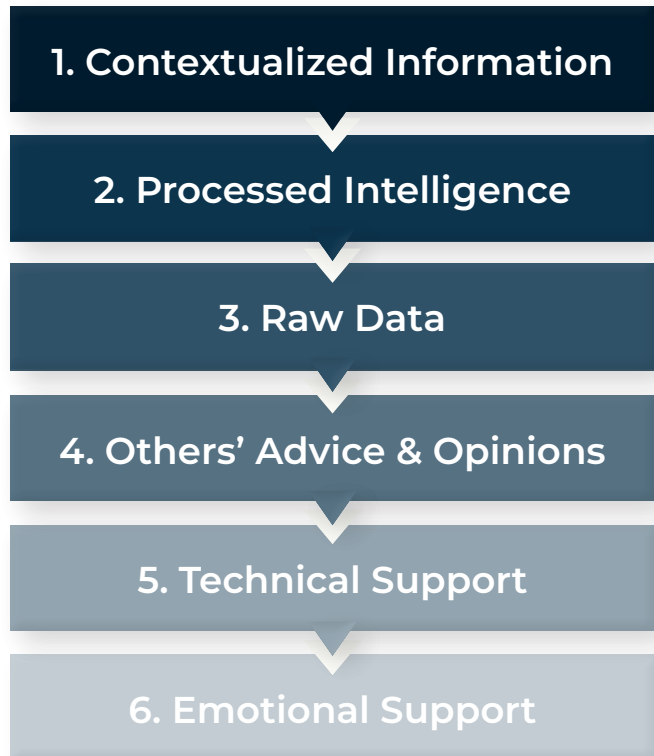 1. Contextualized Information
2. Processed Intelligence
3. Raw Data
4. Others’ Advice & Opinions
5. Technical Support
6. Emotional Support